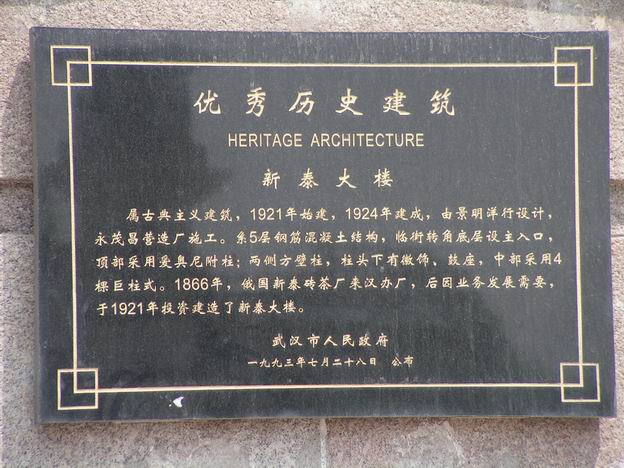 优秀历史建筑
HERITAGE ARCHITECTURE
新泰大楼
属古典主义建筑，1921年始建，1924年建成，由景明洋行设计，
永茂昌营造厂施工。系5层钢筋混凝土结构，临街转角底层设主入口，
顶部采用爱奥尼附柱；两侧方壁柱，柱头下有徽饰、鼓座，中部采用4
棵巨柱式。1866年，俄国新泰砖茶厂来汉办厂，后因业务发展需要，
于1921年投资建造了新泰大楼。
武汉市人民政府
一九九三年七月二十八日 公布